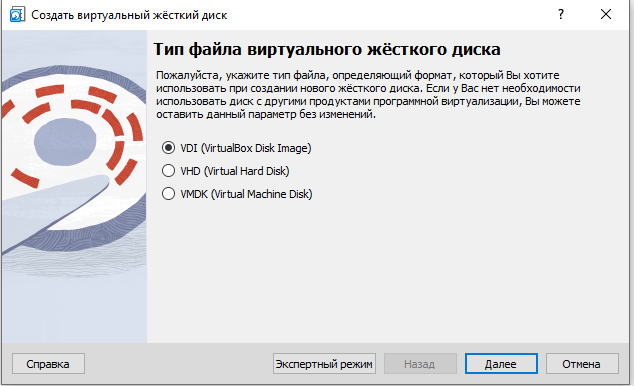 Создать виртуальный жёсткий диск
?
Тип файла виртуального жёсткого диска
Пожалуйста, укажите тип файла, определяющий формат, который Вы хотите
использовать при создании нового жёсткого диска. Если у Вас нет необходимости
использовать диск с другими продуктами программной виртуализации, Вы можете
оставить данный параметр без изменений.
VDI (VirtualBox Disk Image)
VHD (Virtual Hard Disk)
VMDK (Virtual Machine Disk)
Справка Экспертный режим Назад Далее Отмена